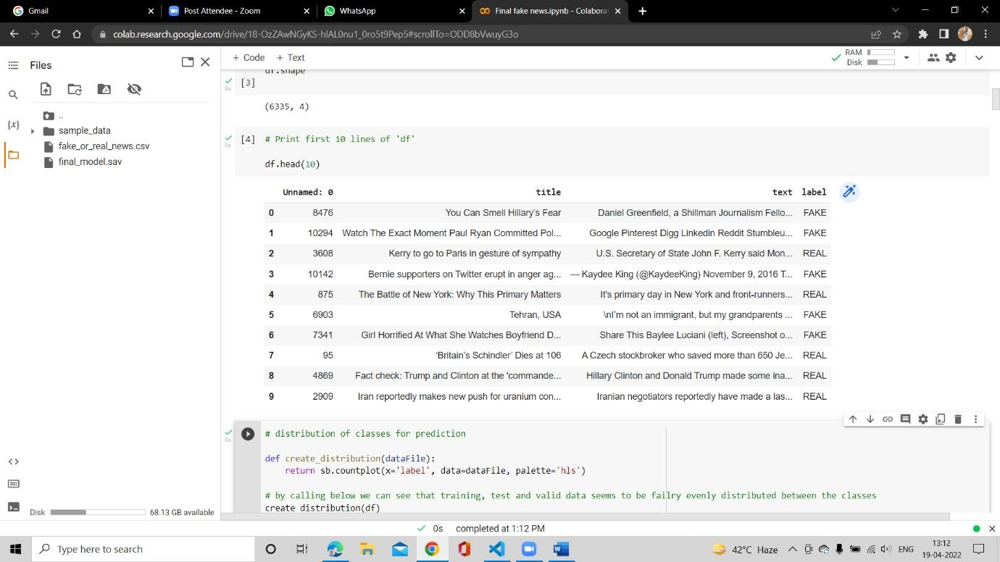 Gmail
Post Attendee - Zoom
WhatsApp
Final fake news.ipynb - Colabora
colab.research.google.com/drive/18-OzZAwNGyKS-hlAL0nu1_0ro5t9Pep5#scrollTo=ODD8bVwuyG3o
Files
+ Code + Text
RAM
Disk
df.shape
[3]
0s
(6335, 4)
..
sample_data
fake_or_real_news.csv
final_model.sav
{x}
[4] # Print first 10 lines of 'df'
0s
df.head(10)
Unnamed: 0 title text label
0 8476 You Can Smell Hillary's Fear Daniel Greenfield, a Shillman Journalism Fello... FAKE
1 10294 Watch The Exact Moment Paul Ryan Committed Pol... Google Pinterest Digg Linkedin Reddit Stumbleu... FAKE
2 3608 Kerry to go to Paris in gesture of sympathy U.S. Secretary of State John F. Kerry said Mon... REAL
3 10142 Bernie supporters on Twitter erupt in anger ag... — Kaydee King (@KaydeeKing) November 9, 2016 T... FAKE
4 875 The Battle of New York: Why This Primary Matters It's primary day in New York and front-runners... REAL
5 6903 Tehran, USA \nI'm not an immigrant, but my grandparents ... FAKE
6 7341 Girl Horrified At What She Watches Boyfriend D... Share This Baylee Luciani (left), Screenshot o... FAKE
7 95 'Britain's Schindler' Dies at 106 A Czech stockbroker who saved more than 650 Je... REAL
8 4869 Fact check: Trump and Clinton at the 'commande... Hillary Clinton and Donald Trump made some ina... REAL
9 2909 Iran reportedly makes new push for uranium con... Iranian negotiators reportedly have made a las... REAL
0s
# distribution of classes for prediction
def create_distribution(dataFile):
return sb.countplot(x='label', data=dataFile, palette='hls')
# by calling below we can see that training, test and valid data seems to be failry evenly distributed between the classes
create_distribution(df)
Disk 68.13 GB available
0s completed at 1:12 PM
Type here to search
42°C Haze
ENG
13:12
19-04-2022